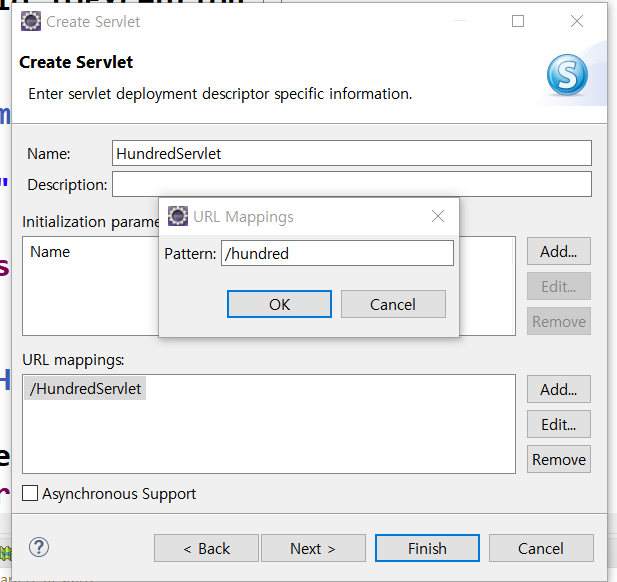 Create Servlet
Create Servlet
Enter servlet deployment descriptor specific information.
Name: HundredServlet
Description:
URL Mappings
Pattern: /hundred
OK Cancel
Initialization parame
Name
Add...
Edit...
Remove
URL mappings:
/HundredServlet
Add...
Edit...
Remove
Asynchronous Support
? < Back Next > Finish Cancel